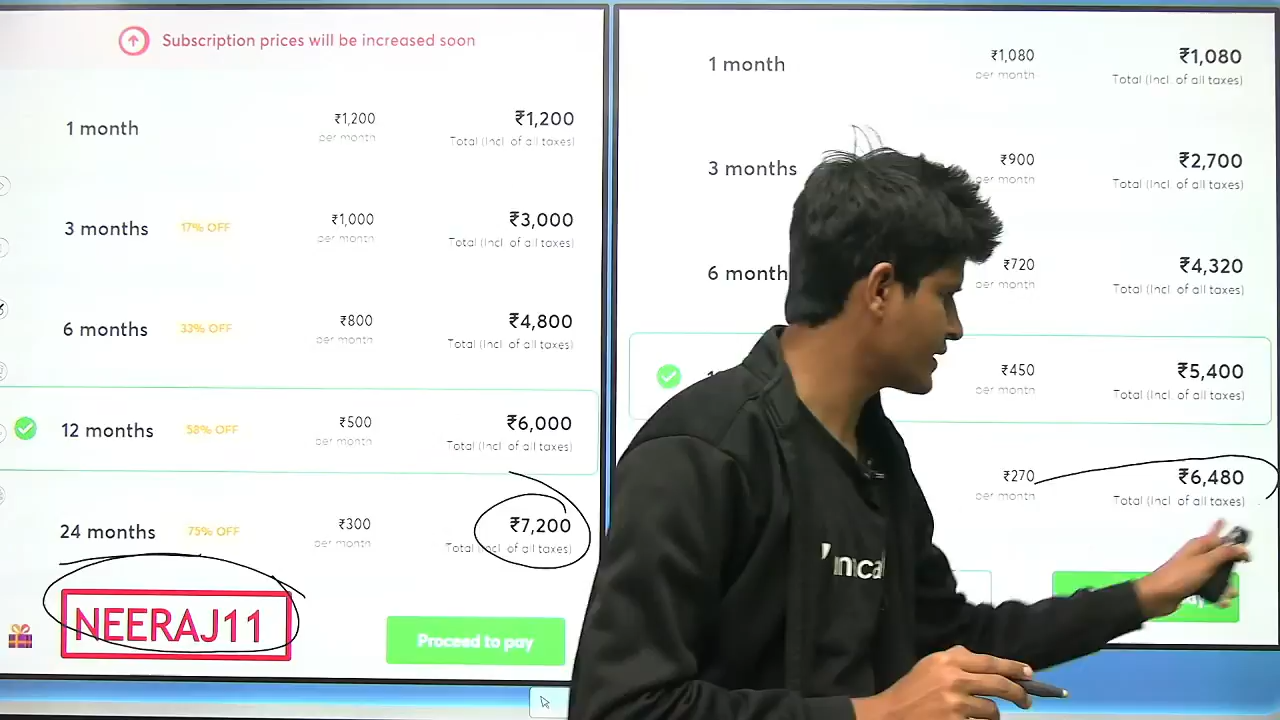 Subscription prices will be increased soon
1 month ₹1,200 ₹1,200
per month Total (Incl. of all taxes)
3 months 17% OFF ₹1,000 ₹3,000
per month Total (Incl. of all taxes)
6 months 33% OFF ₹800 ₹4,800
per month Total (Incl. of all taxes)
12 months 58% OFF ₹500 ₹6,000
per month Total (Incl. of all taxes)
24 months 75% OFF ₹300 ₹7,200
per month Total (Incl. of all taxes)
NEERAJ11
Proceed to pay
1 month ₹1,080 ₹1,080
per month Total (Incl. of all taxes)
3 months ₹900 ₹2,700
per month Total (Incl. of all taxes)
6 month ₹720 ₹4,320
per month Total (Incl. of all taxes)
₹450 ₹5,400
per month Total (Incl. of all taxes)
₹270 ₹6,480
per month Total (Incl. of all taxes)